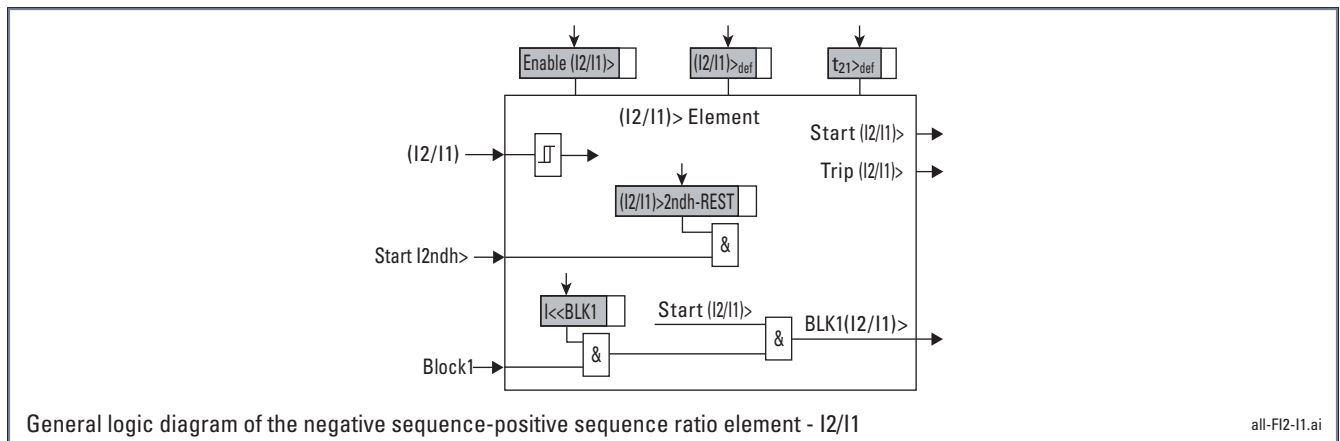 Enable (I2/I1)>
(I2/I1)>def
t21>def
(I2/I1)> Element
Start (I2/I1)>
(I2/I1)
Trip (I2/I1)>
(I2/I1)>2ndh-REST
&
Start I2ndh>
I<<BLK1
Start (I2/I1)>
BLK1(I2/I1)>
&
&
Block1
General logic diagram of the negative sequence-positive sequence ratio element - I2/I1
all-FI2-I1.ai